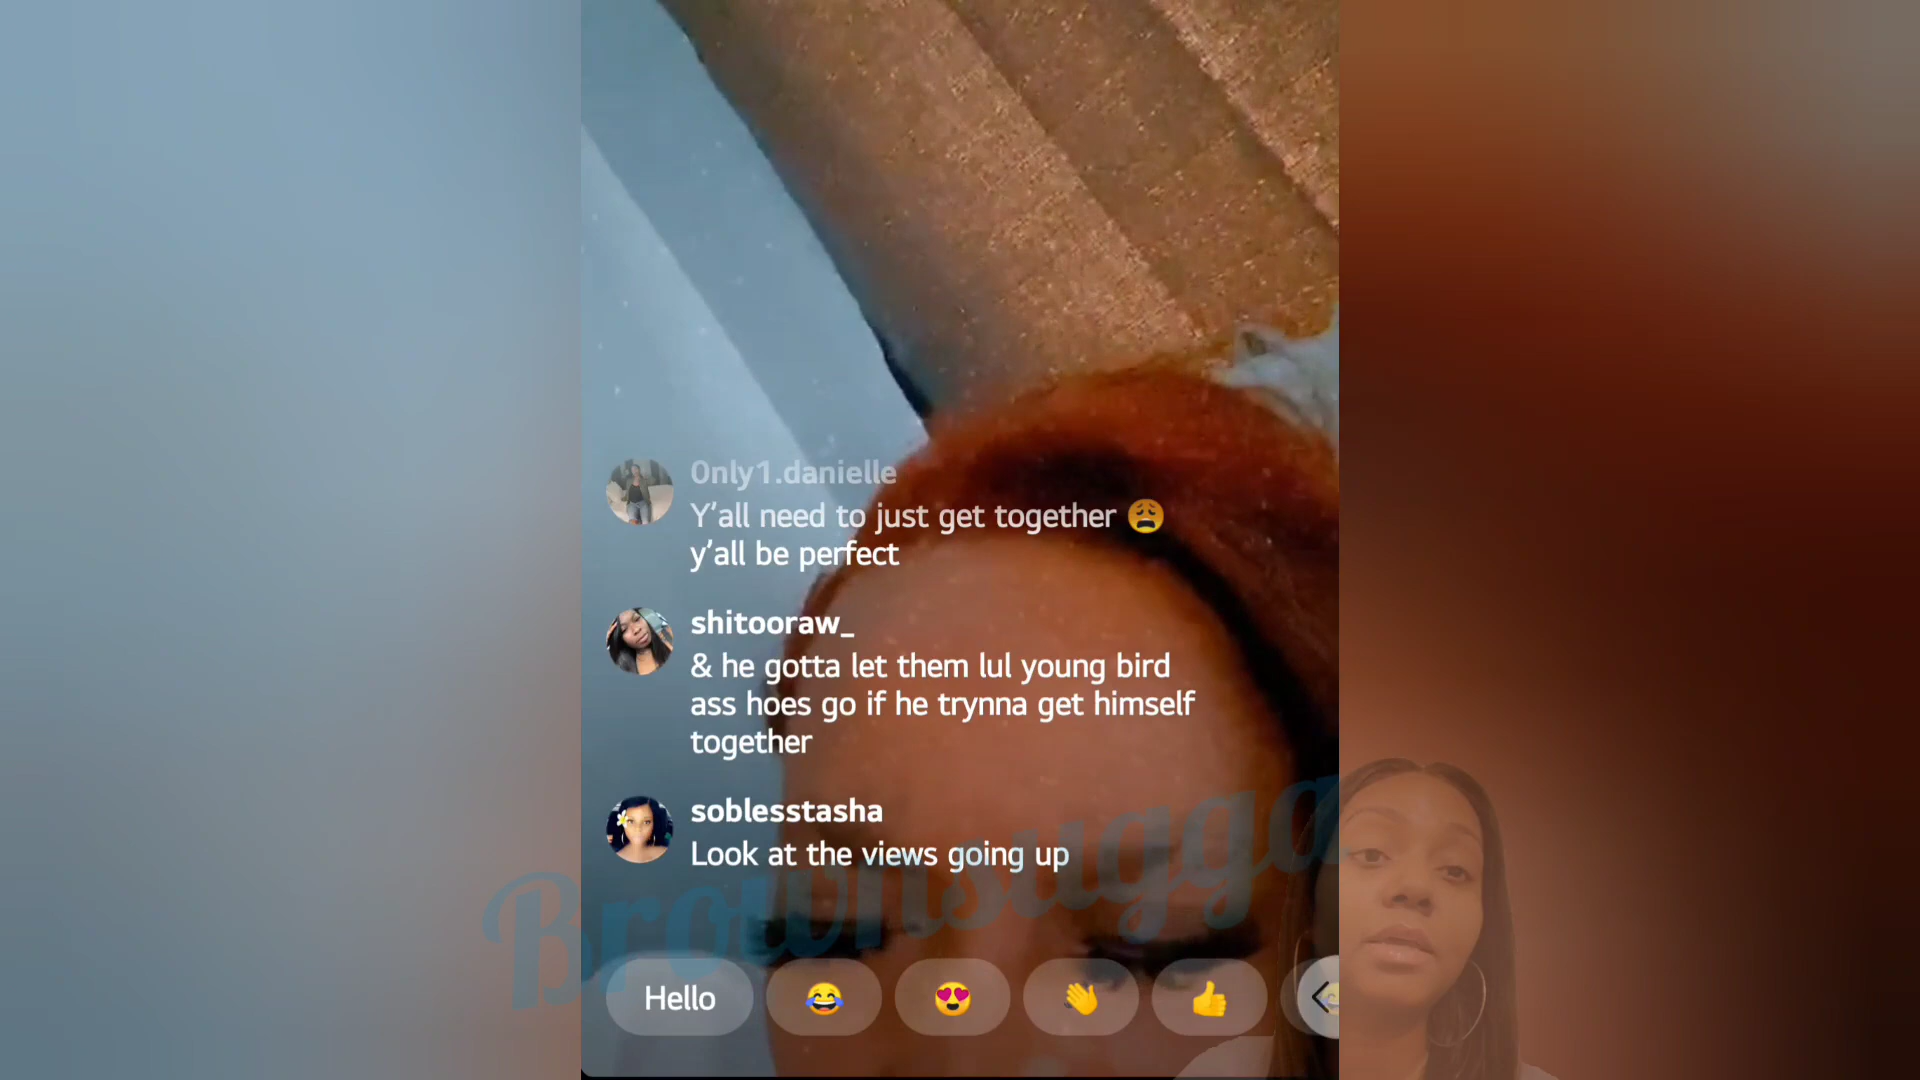 0nly1.danielle
Y'all need to just get together 😩
y'all be perfect
shitooraw_
& he gotta let them lul young bird
ass hoes go if he trynna get himself
together
soblesstasha
Look at the views going up
Brownsugga
Hello